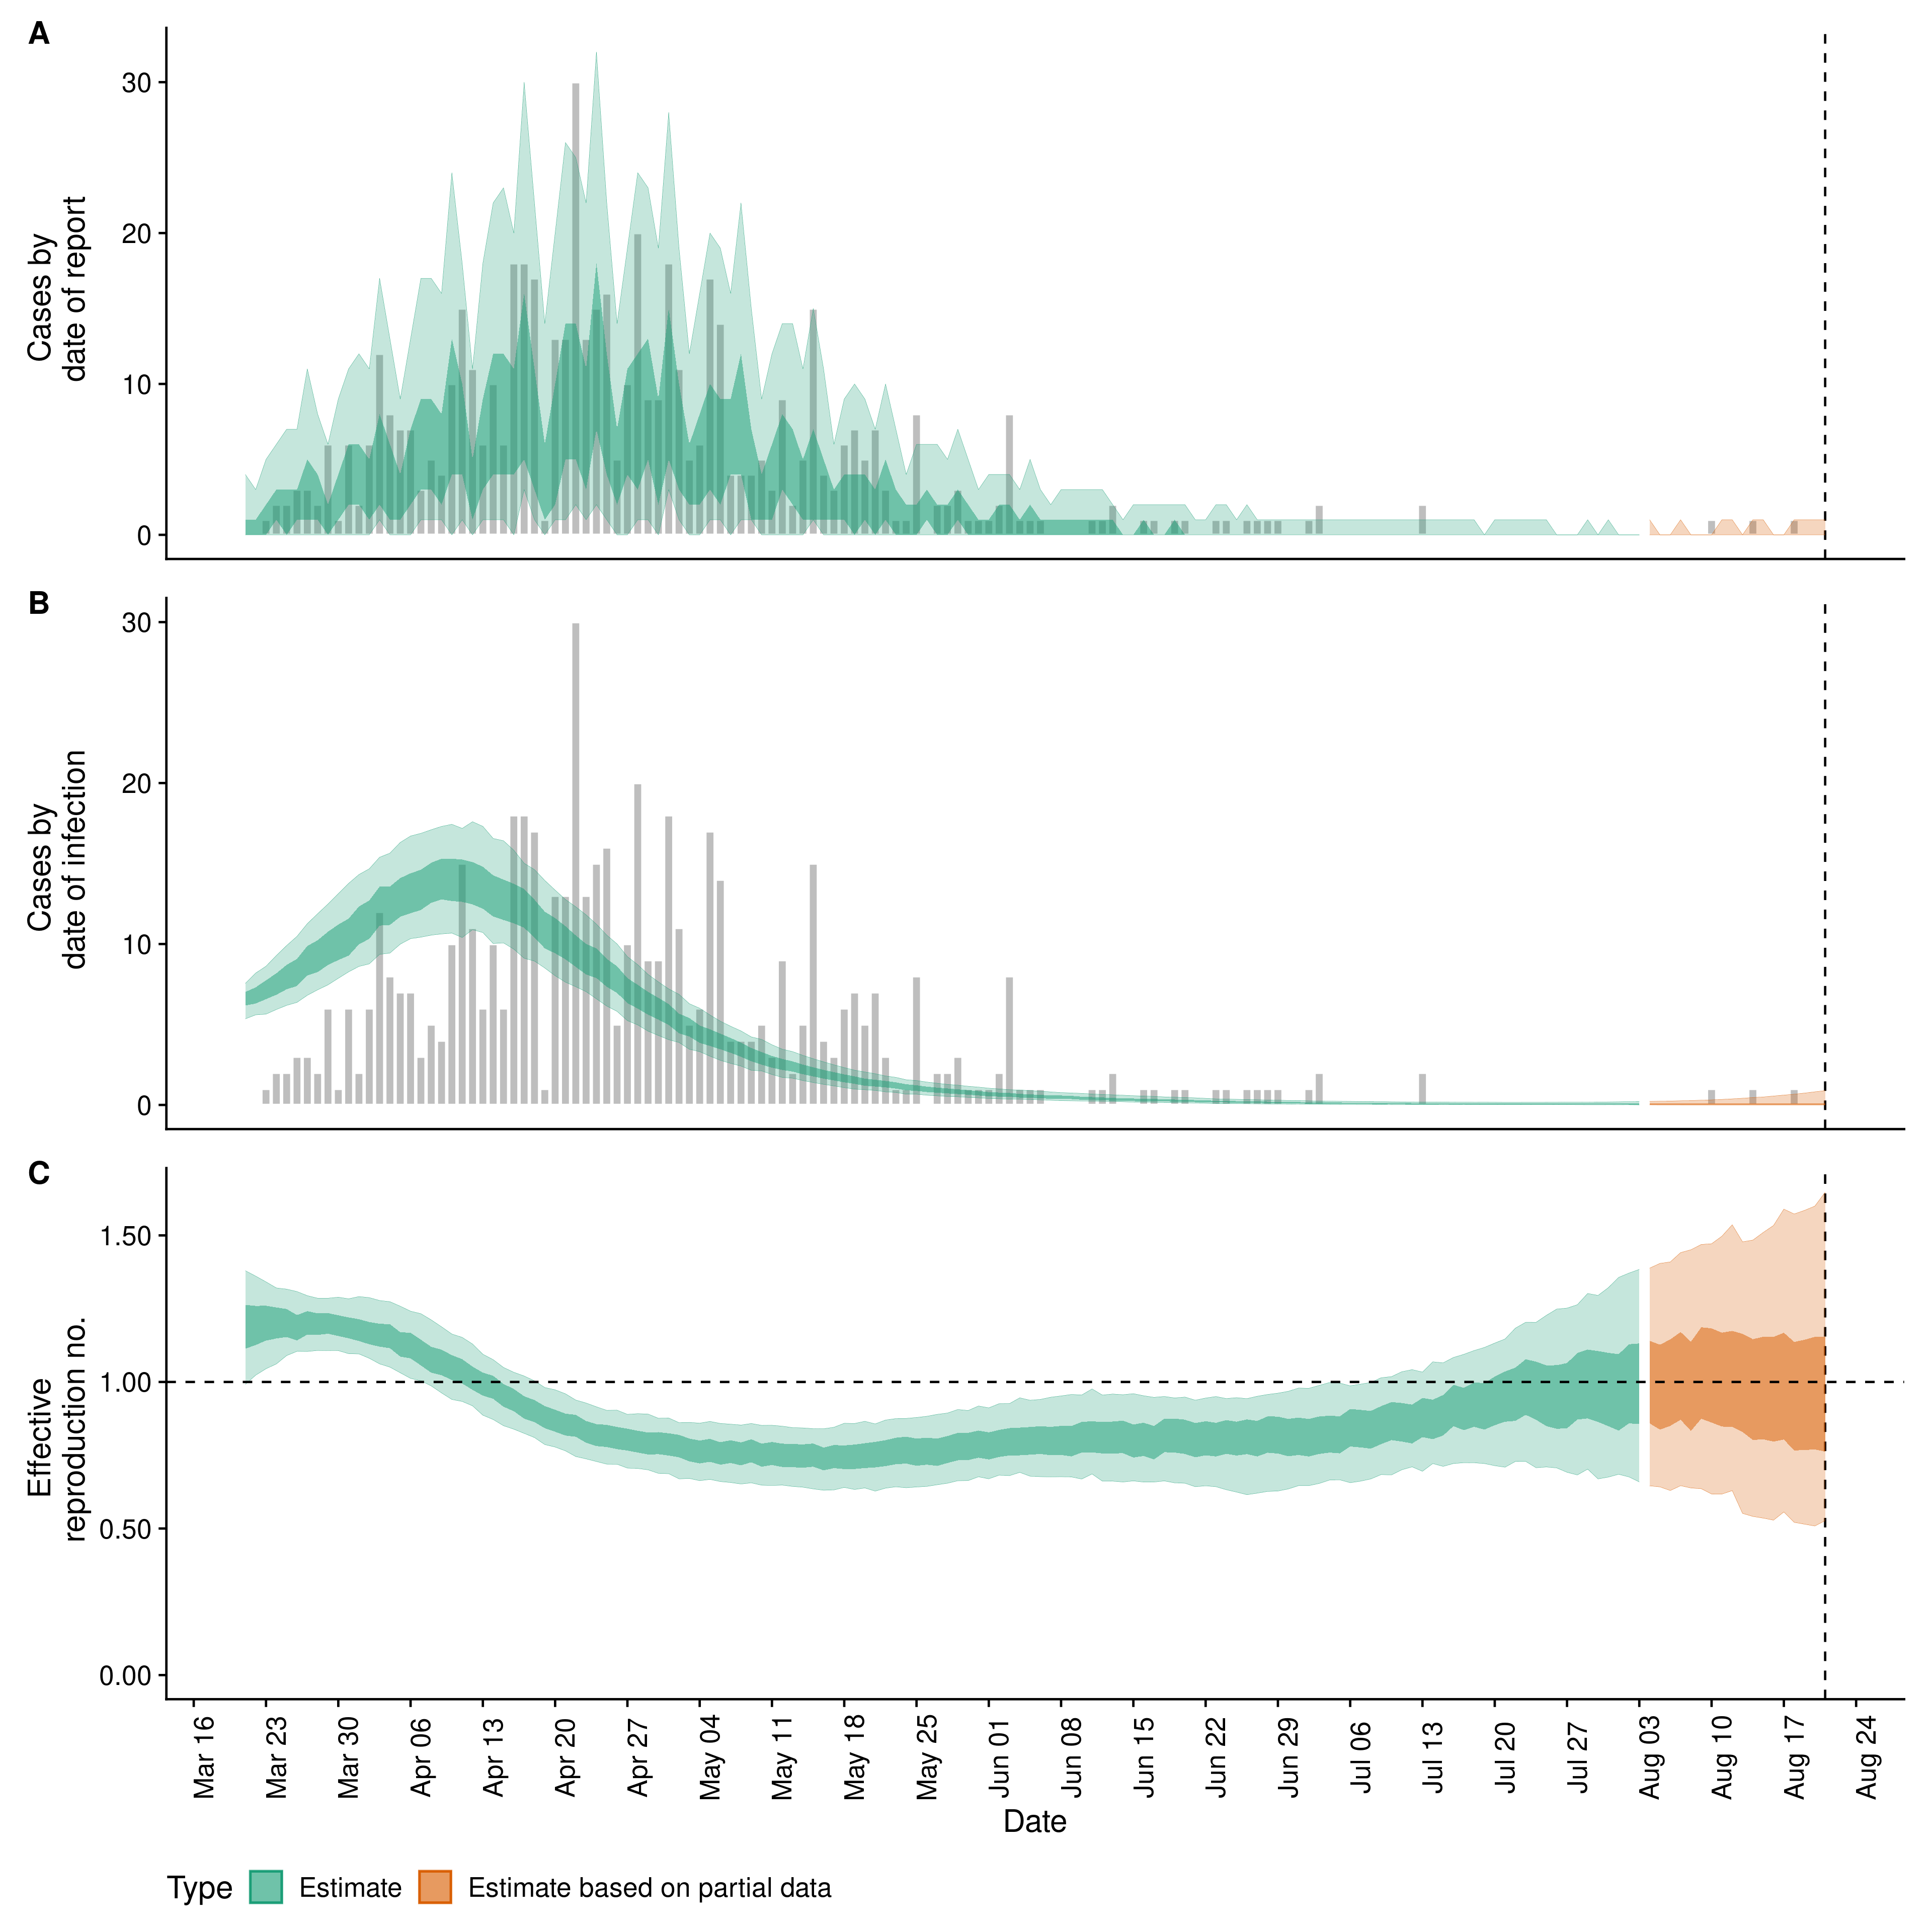 A
30
20
10
0
Cases by
date of report
B
30
20
10
0
Cases by
date of infection
C
1.50
1.00
0.50
0.00
Effective
reproduction no.
Mar 16
Mar 23
Mar 30
Apr 06
Apr 13
Apr 20
Apr 27
May 04
May 11
May 18
May 25
Jun 01
Jun 08
Jun 15
Jun 22
Jun 29
Jul 06
Jul 13
Jul 20
Jul 27
Aug 03
Aug 10
Aug 17
Aug 24
Date
Type Estimate Estimate based on partial data